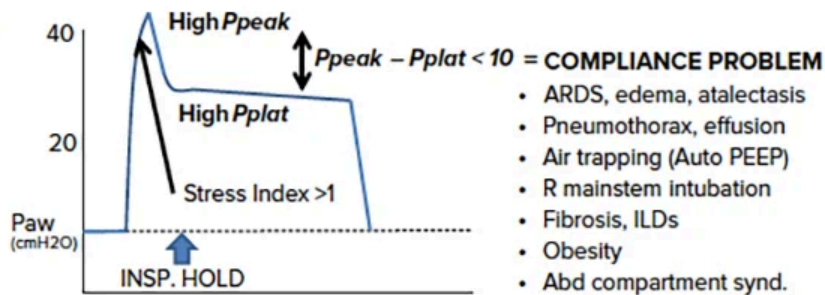 40
High Ppeak
Ppeak – Pplat < 10 = COMPLIANCE PROBLEM
High Pplat
20
Stress Index >1
Paw
(cmH2O)
INSP. HOLD
• ARDS, edema, atalectasis
• Pneumothorax, effusion
• Air trapping (Auto PEEP)
• R mainstem intubation
• Fibrosis, ILDs
• Obesity
• Abd compartment synd.